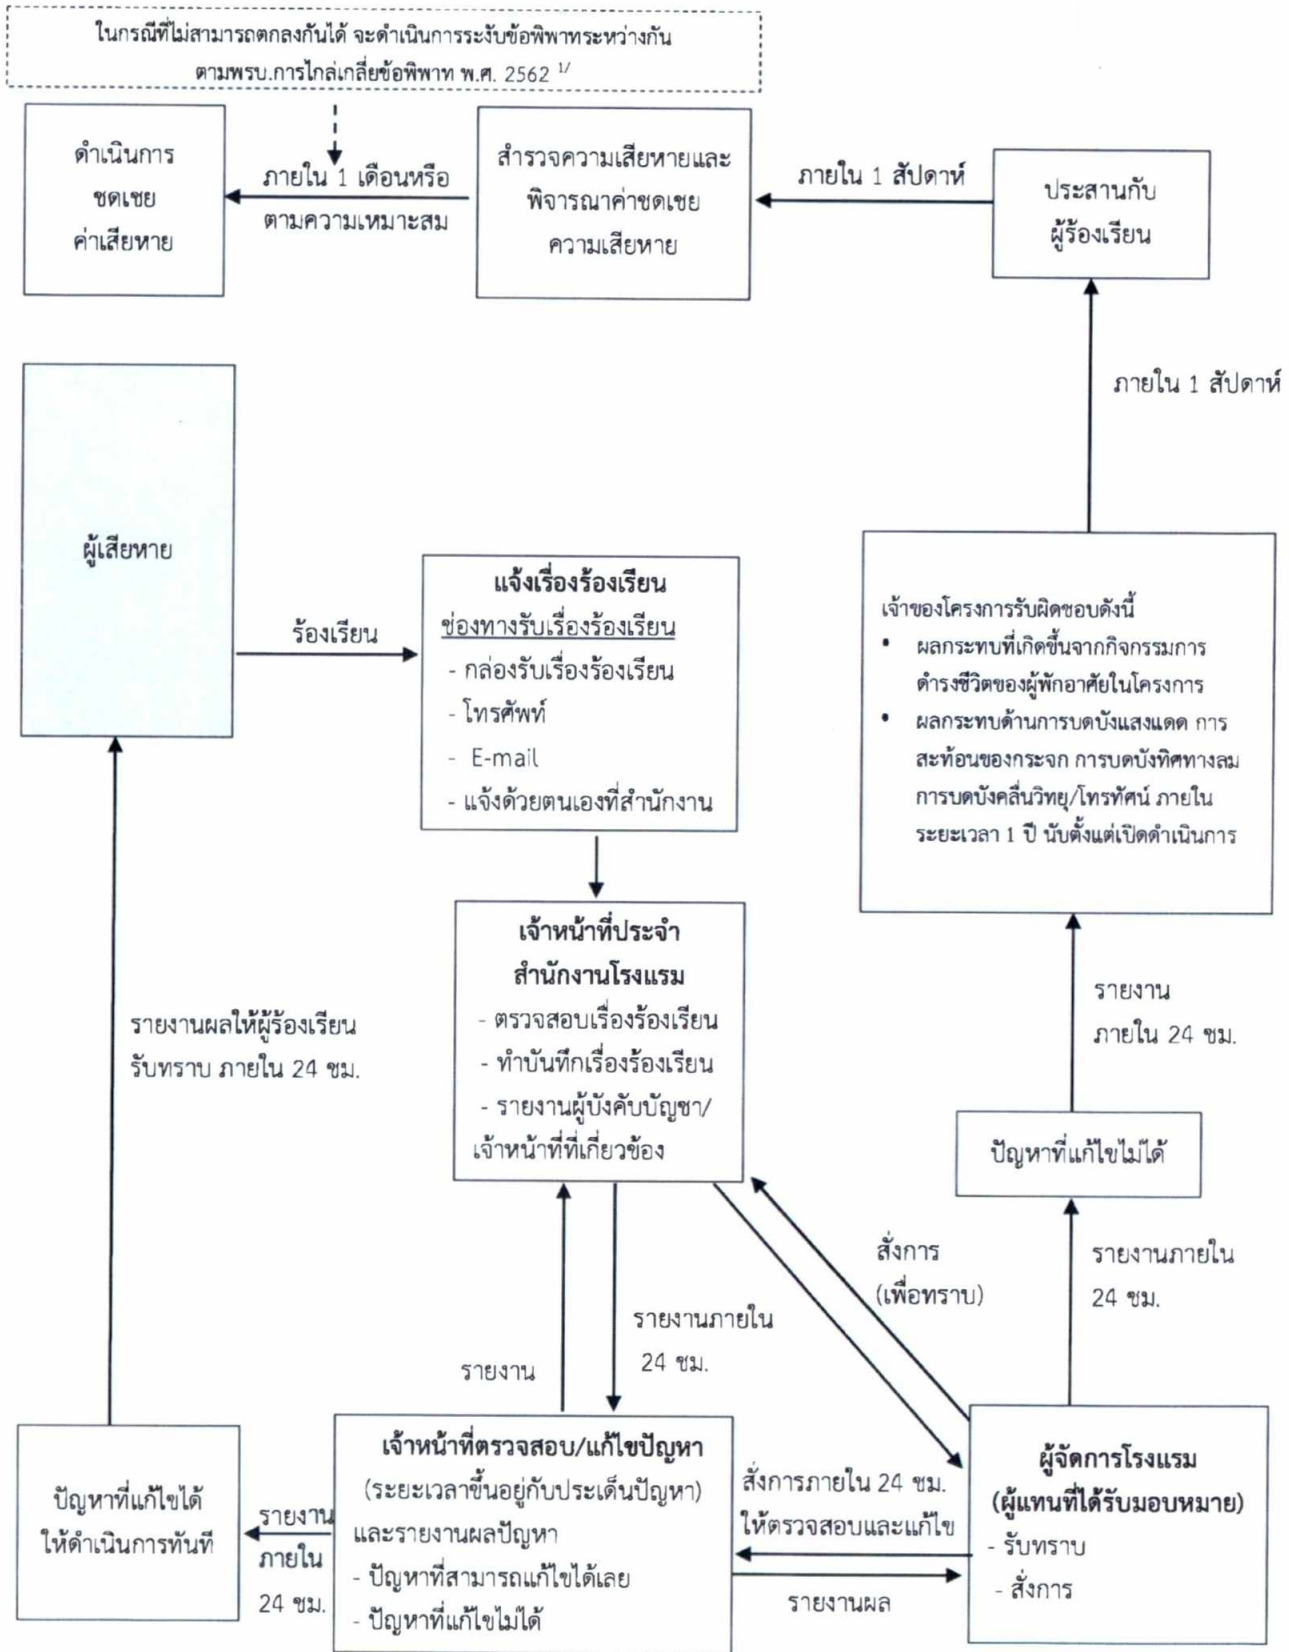 ในกรณีที่ไม่สามารถตกลงกันได้ จะดำเนินการระงับข้อพิพาทระหว่างกัน
ตามพรบ.การไกล่เกลี่ยข้อพิพาท พ.ศ. 2562 1/
ดำเนินการ
ชดเชย
ค่าเสียหาย
ภายใน 1 เดือนหรือ
ตามความเหมาะสม
สำรวจความเสียหายและ
พิจารณาค่าชดเชย
ความเสียหาย
ภายใน 1 สัปดาห์
ประสานกับ
ผู้ร้องเรียน
ภายใน 1 สัปดาห์
ผู้เสียหาย
ร้องเรียน
แจ้งเรื่องร้องเรียน
ช่องทางรับเรื่องร้องเรียน
- กล่องรับเรื่องร้องเรียน
- โทรศัพท์
- E-mail
- แจ้งด้วยตนเองที่สำนักงาน
เจ้าของโครงการรับผิดชอบดังนี้
• ผลกระทบที่เกิดขึ้นจากกิจกรรมการ
ดำรงชีวิตของผู้พักอาศัยในโครงการ
• ผลกระทบด้านการบดบังแสงแดด การ
สะท้อนของกระจก การบดบังทิศทางลม
การบดบังคลื่นวิทยุ/โทรทัศน์ ภายใน
ระยะเวลา 1 ปี นับตั้งแต่เปิดดำเนินการ
เจ้าหน้าที่ประจำ
สำนักงานโรงแรม
- ตรวจสอบเรื่องร้องเรียน
- ทำบันทึกเรื่องร้องเรียน
- รายงานผู้บังคับบัญชา/
เจ้าหน้าที่ที่เกี่ยวข้อง
รายงานผลให้ผู้ร้องเรียน
รับทราบ ภายใน 24 ชม.
รายงาน
ภายใน 24 ชม.
ปัญหาที่แก้ไขไม่ได้
สั่งการ
(เพื่อทราบ)
รายงานภายใน
24 ชม.
รายงานภายใน
24 ชม.
รายงาน
ปัญหาที่แก้ไขได้
ให้ดำเนินการทันที
รายงาน
ภายใน
24 ชม.
เจ้าหน้าที่ตรวจสอบ/แก้ไขปัญหา
(ระยะเวลาขึ้นอยู่กับประเด็นปัญหา)
และรายงานผลปัญหา
- ปัญหาที่สามารถแก้ไขได้เลย
- ปัญหาที่แก้ไขไม่ได้
สั่งการภายใน 24 ชม.
ให้ตรวจสอบและแก้ไข
รายงานผล
ผู้จัดการโรงแรม
(ผู้แทนที่ได้รับมอบหมาย)
- รับทราบ
- สั่งการ